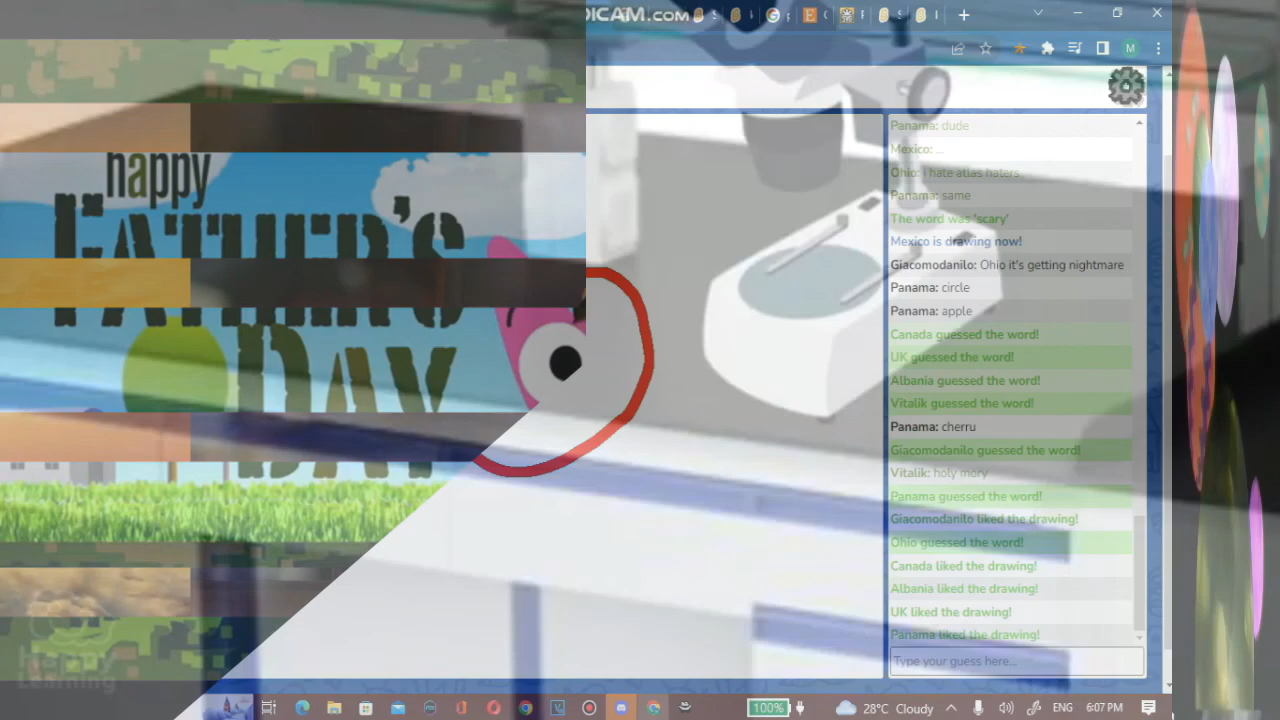 DICAM.COM
M
happy
FATHER'S
DAY
Panama: dude
Mexico: ...
Ohio: I hate atlas haters
Panama: same
The word was 'scary'
Mexico is drawing now!
Giacomodanilo: Ohio it's getting nightmare
Panama: circle
Panama: apple
Canada guessed the word!
UK guessed the word!
Albania guessed the word!
Vitalik guessed the word!
Panama: cherru
Giacomodanilo guessed the word!
Vitalik: holy mory
Panama guessed the word!
Giacomodanilo liked the drawing!
Ohio guessed the word!
Canada liked the drawing!
Albania liked the drawing!
UK liked the drawing!
Panama liked the drawing!
Type your guess here...
Happy
Learning
100%
28°C Cloudy
ENG
6:07 PM